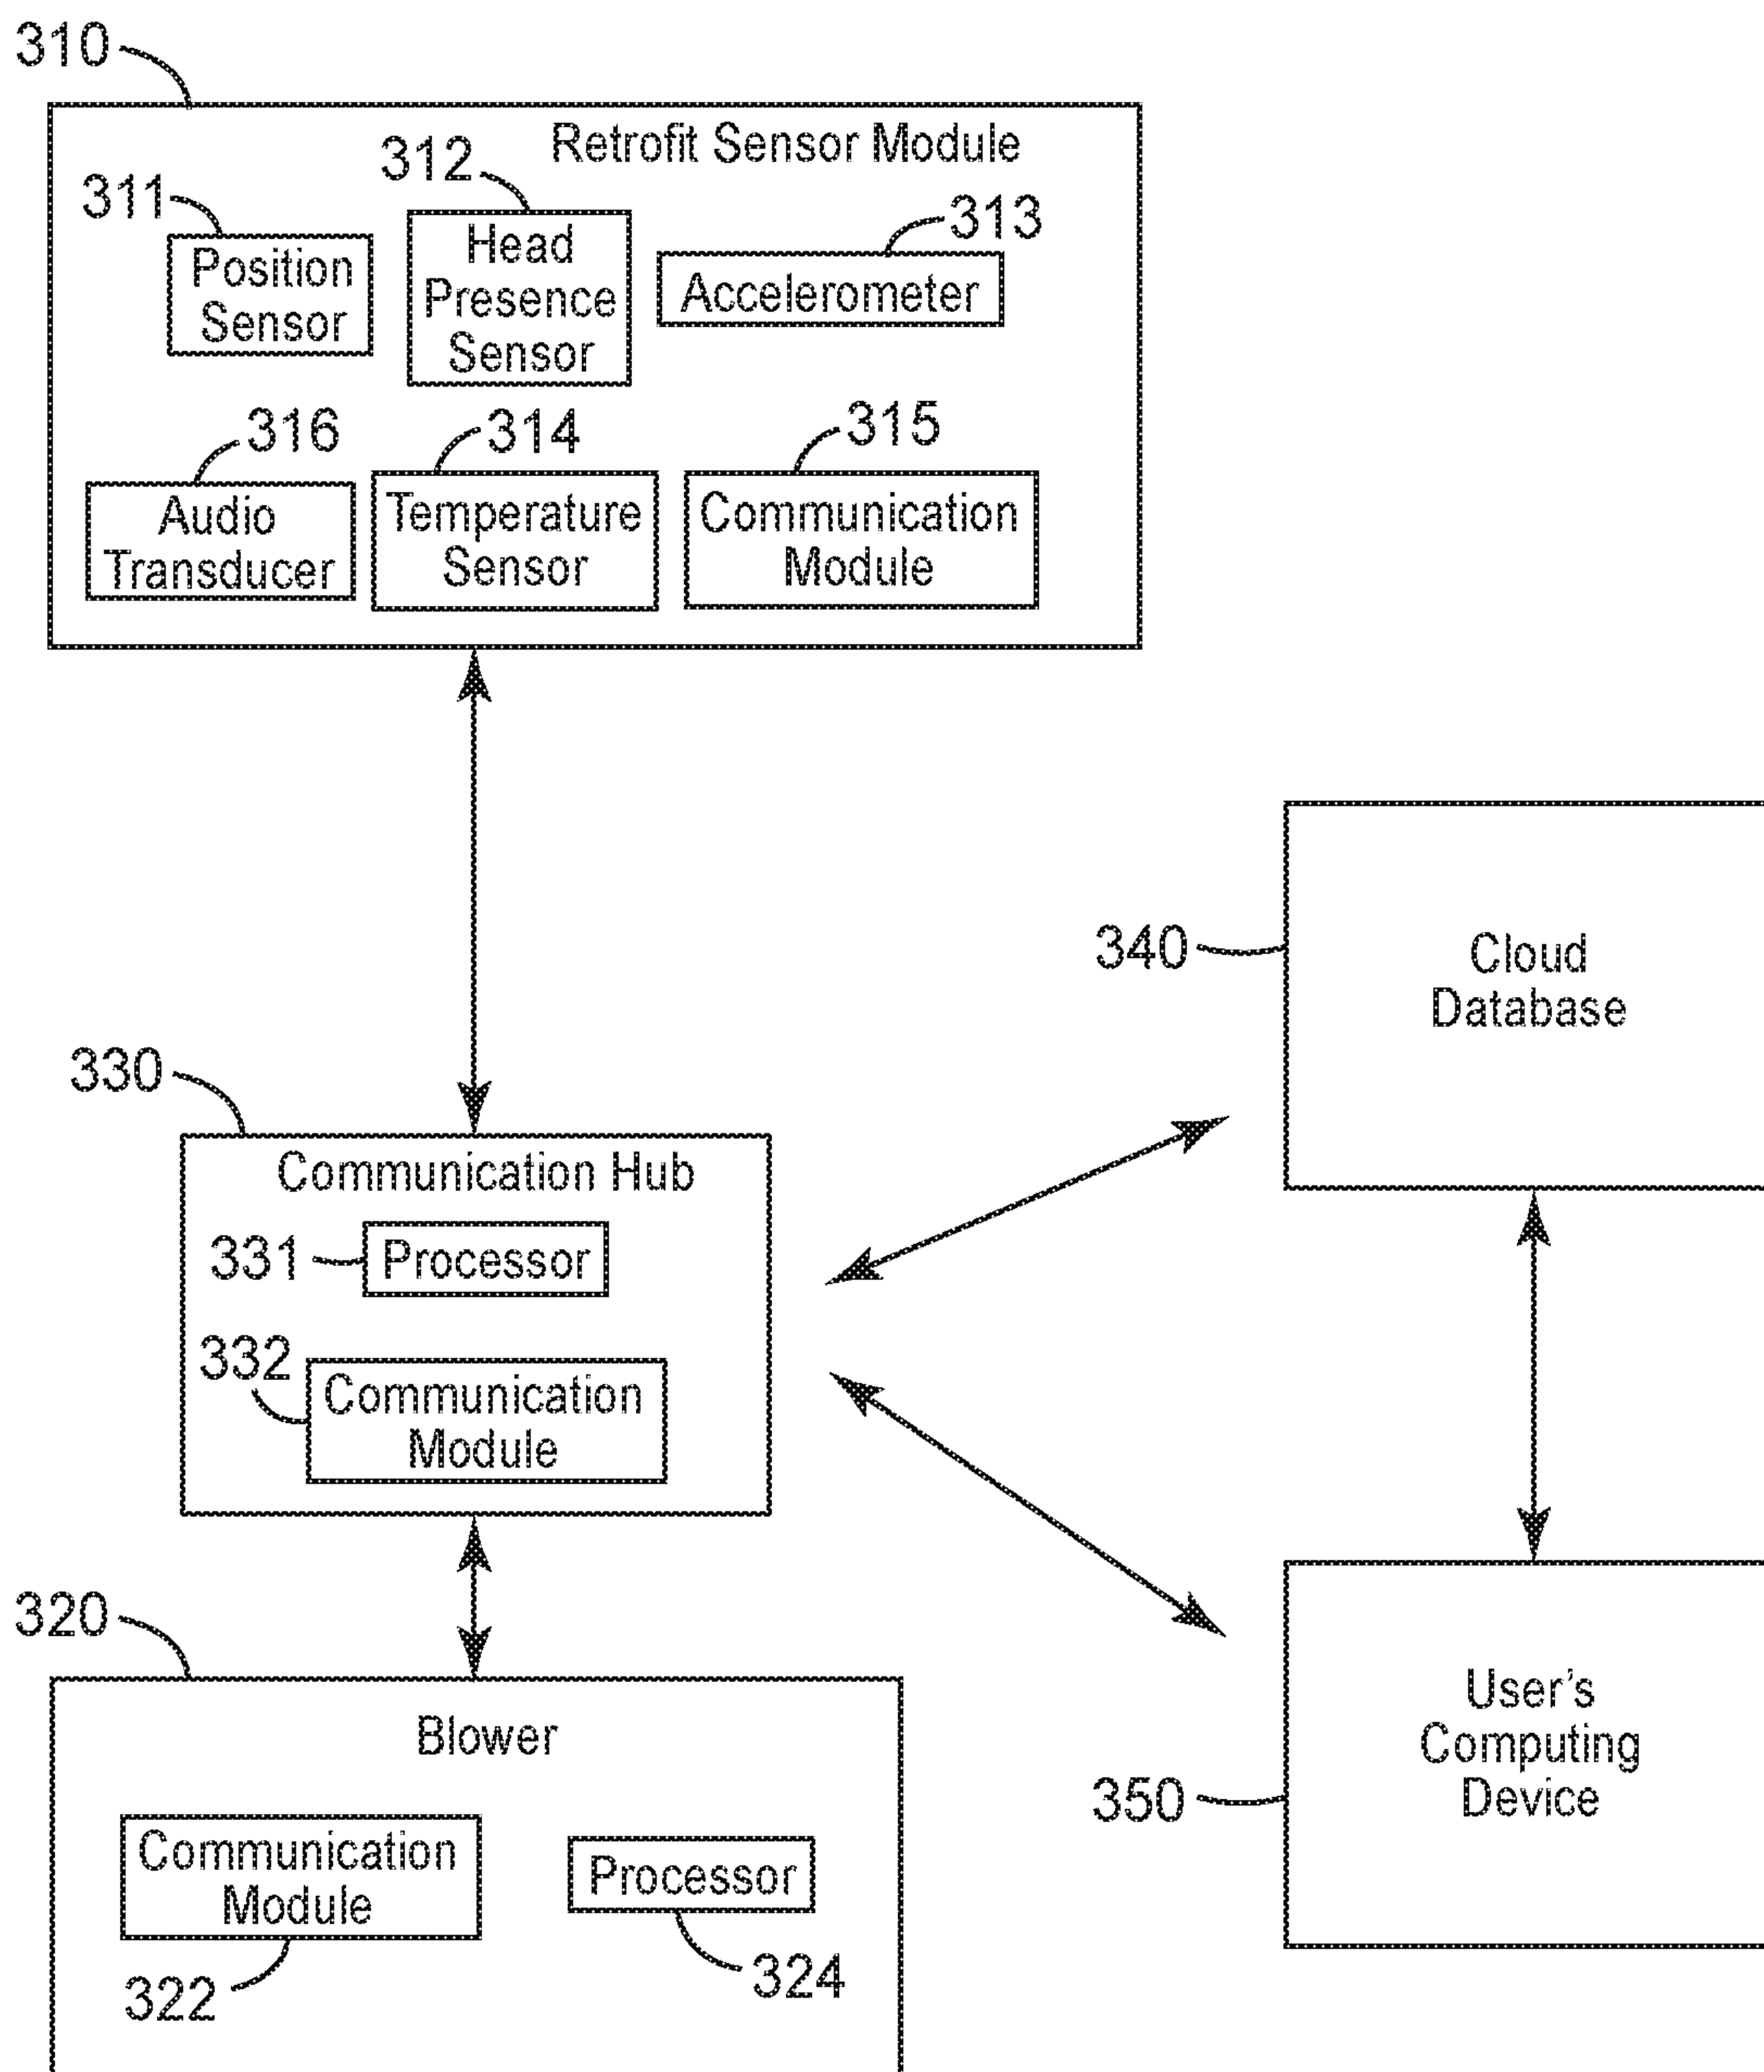 310
Retrofit Sensor Module
312
311
313
Position
Sensor
Head
Presence
Sensor
Accelerometer
316
314
315
Audio
Transducer
Temperature
Sensor
Communication
Module
340
Cloud
Database
330
Communication Hub
331
Processor
332
Communication
Module
320
Blower
350
User's
Computing
Device
Communication
Module
Processor
322
324